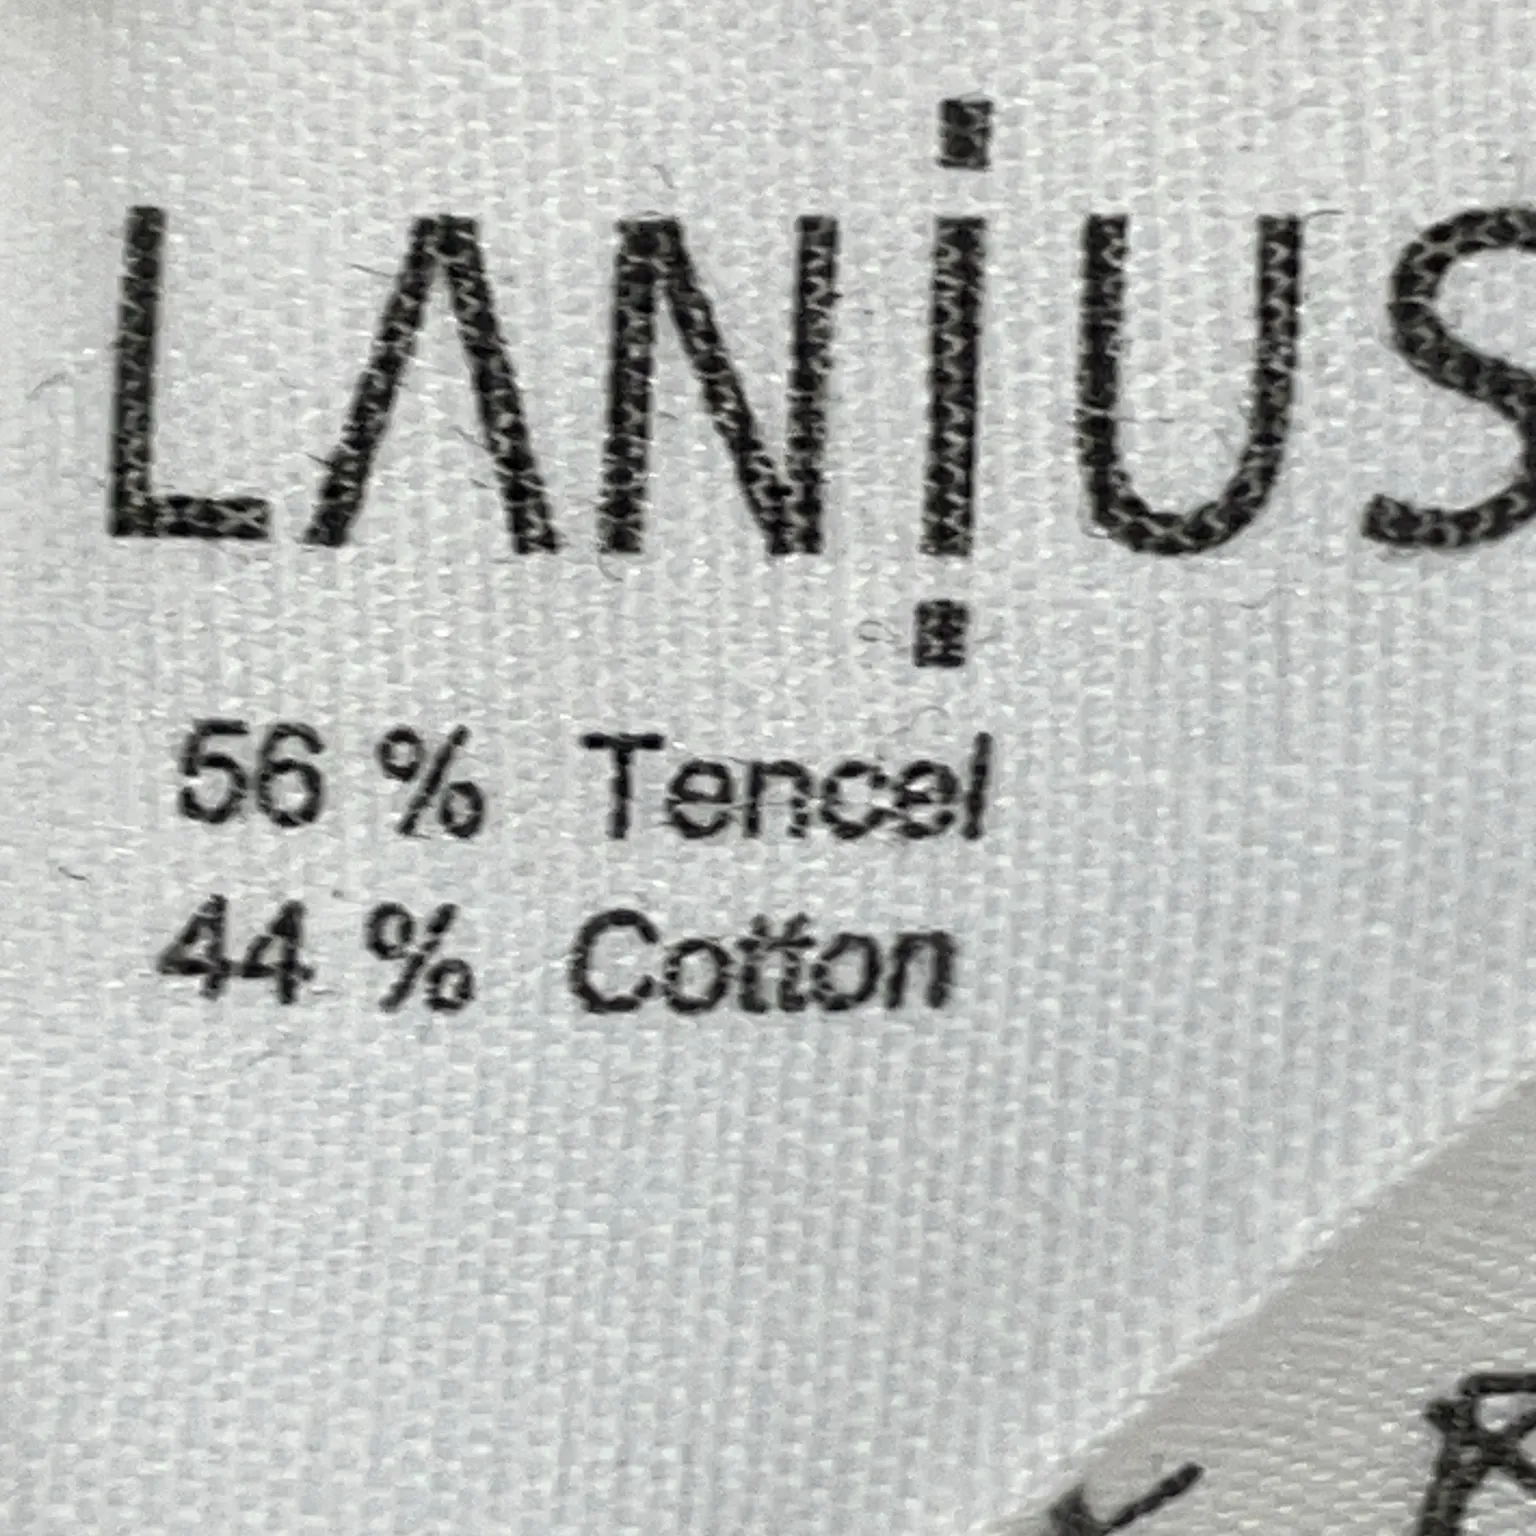 LANiUS
56 % Tencel
44 % Cotton